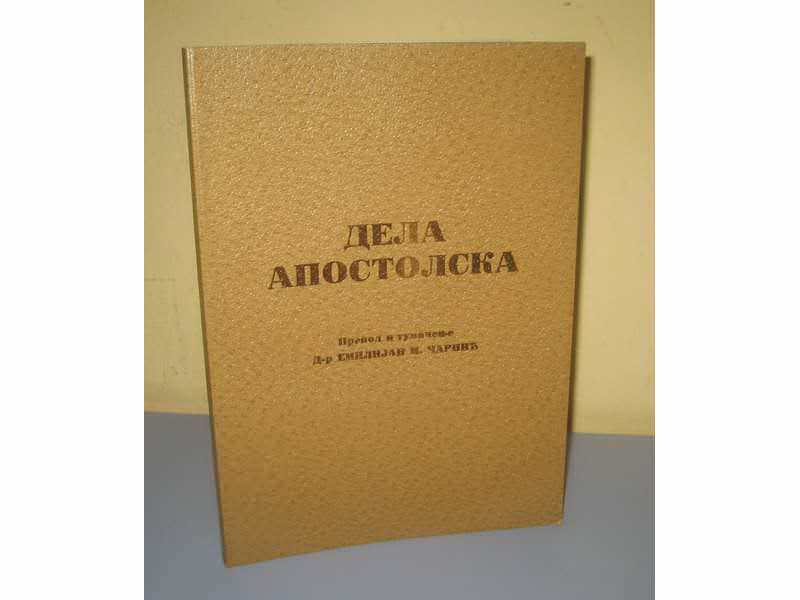 ДЕЛА
АПОСТОЛСКА
Превод и тумачење
Д-р ЕМИЛИЈАН М. ЧАРНИЋ